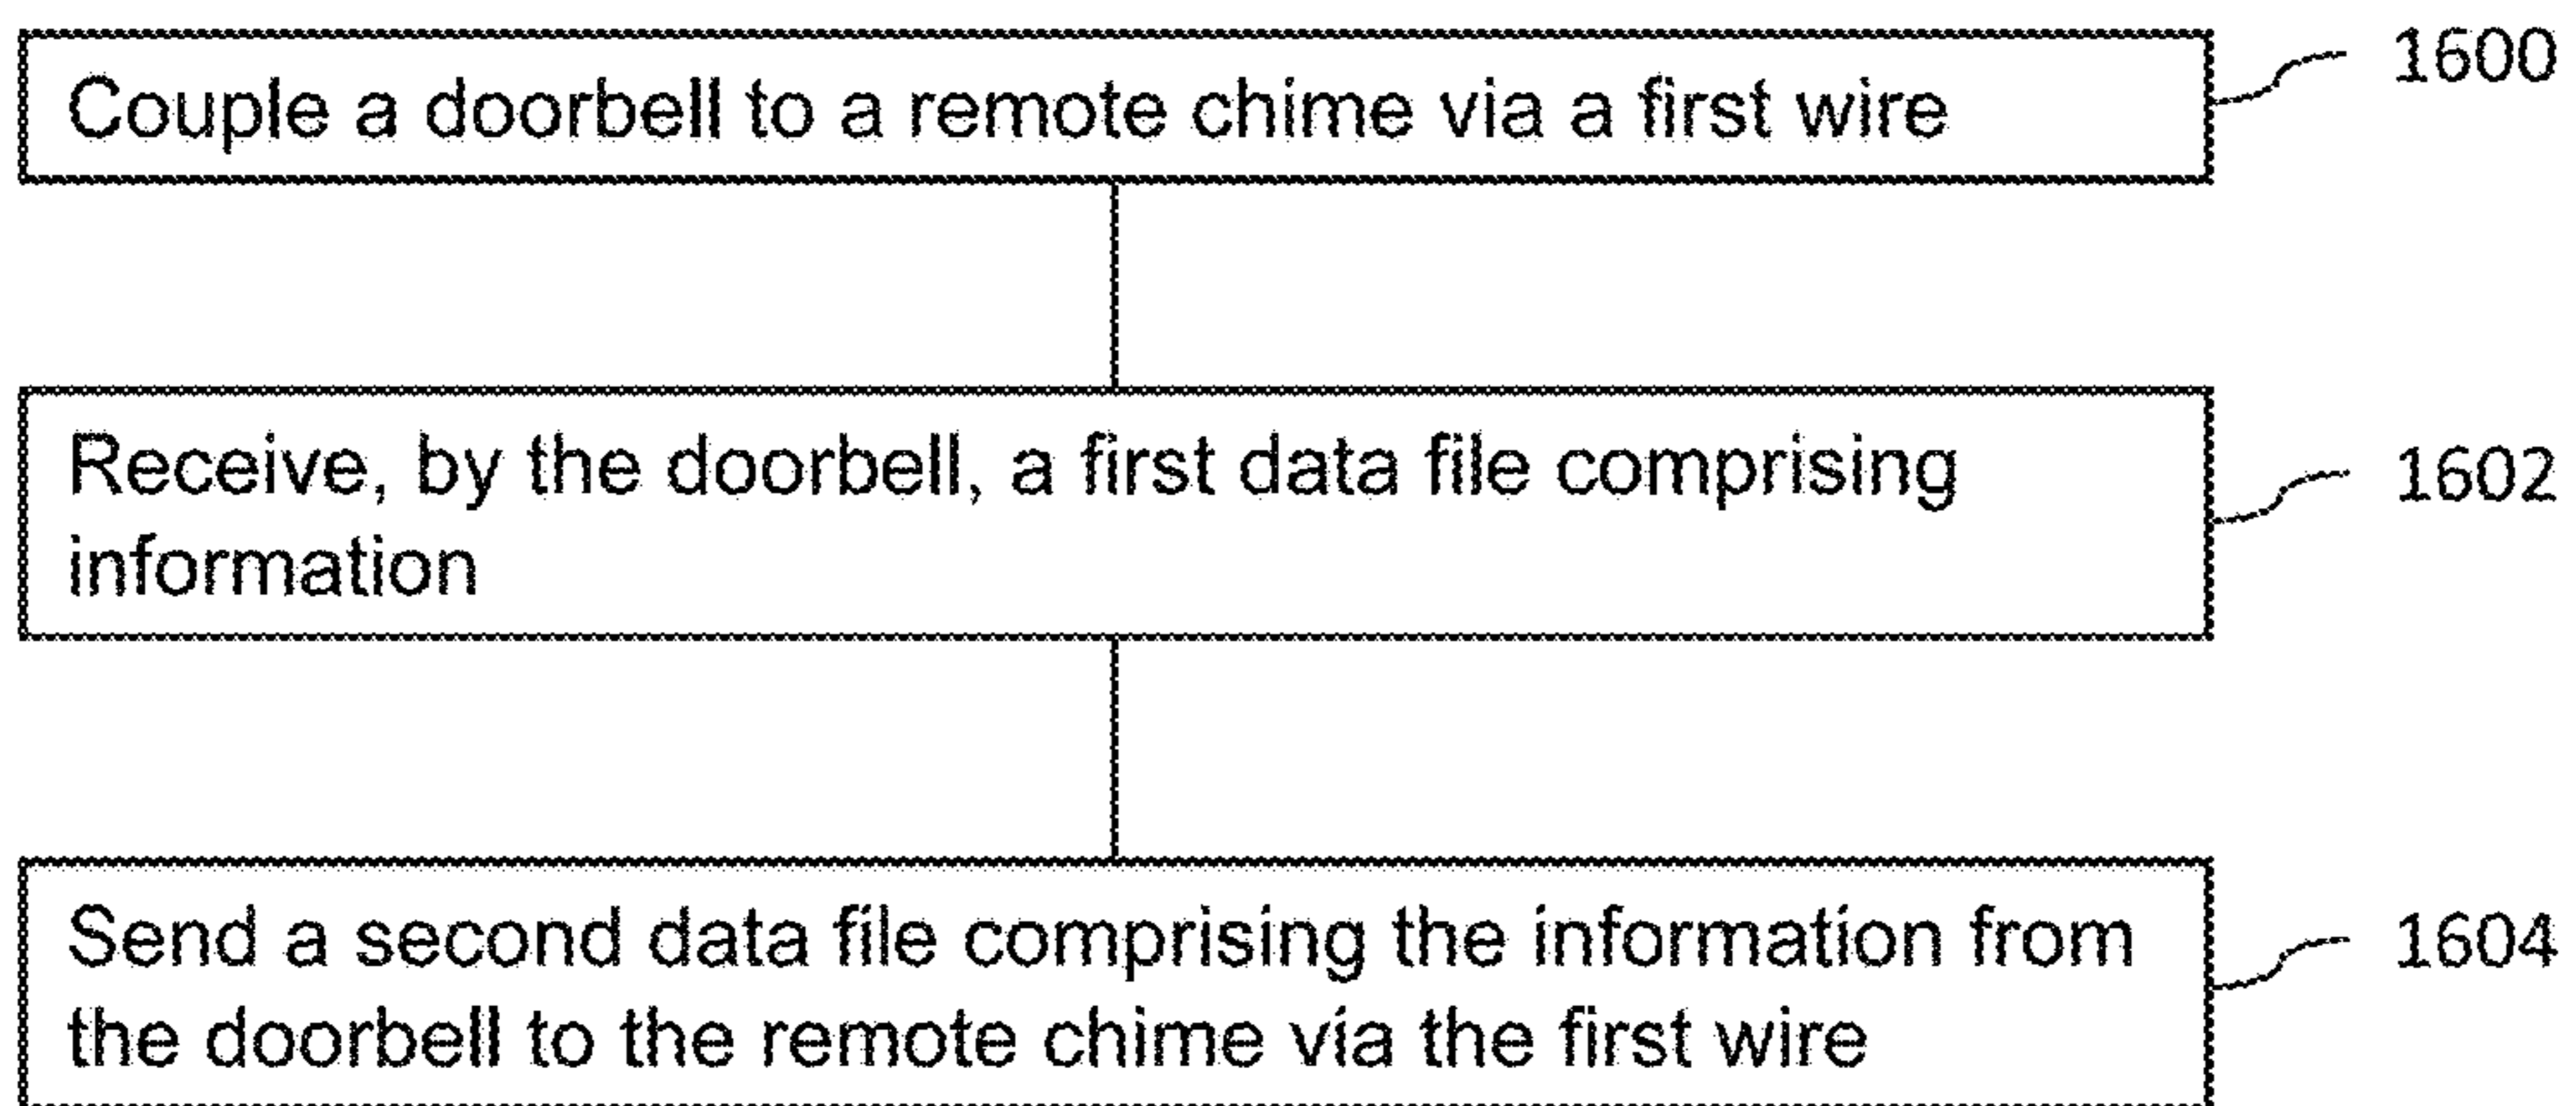 Couple a doorbell to a remote chime via a first wire
1600
Receive, by the doorbell, a first data file comprising
information
1602
Send a second data file comprising the information from
the doorbell to the remote chime via the first wire
1604